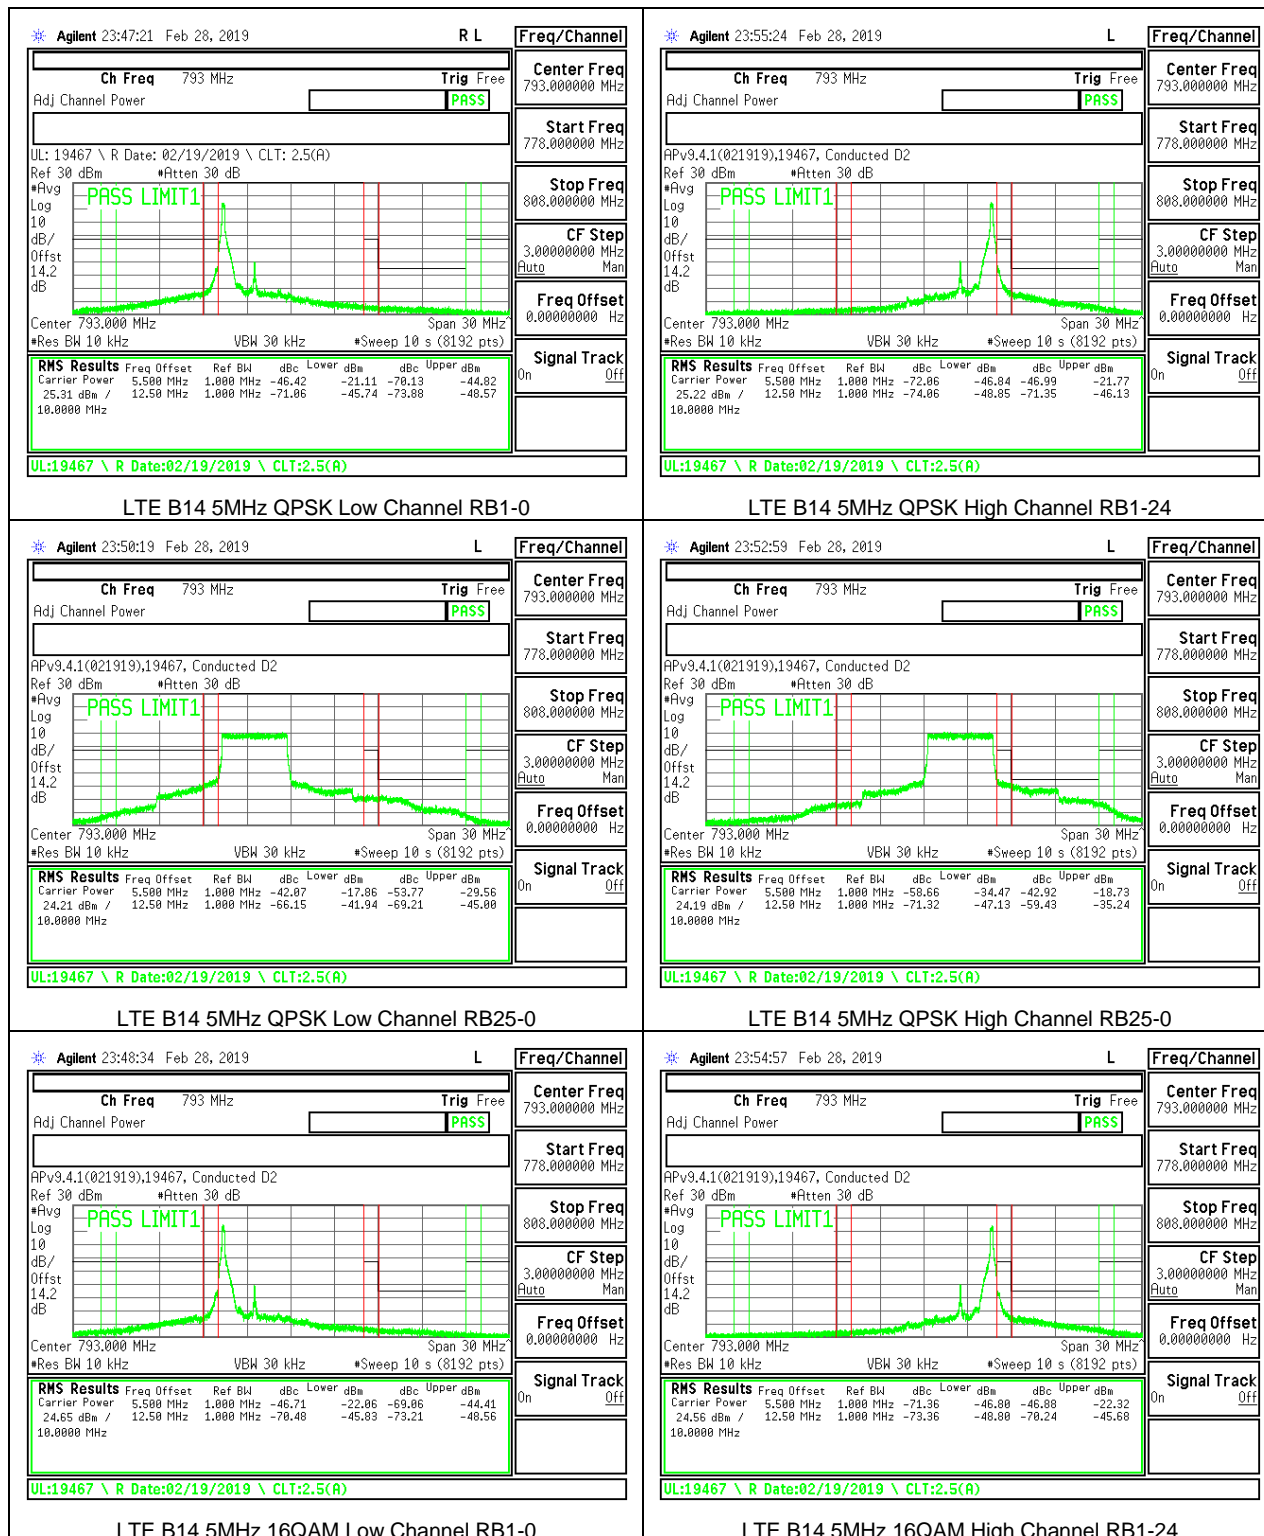 Agilent 23:47:21 Feb 28, 2019 R L Freq/Channel
Ch Freq 793 MHz Trig Free
Adj Channel Power PASS
UL: 19467 \ R Date: 02/19/2019 \ CLT: 2.5(A)
Ref 30 dBm #Atten 30 dB
#Avg
Log
10
dB/
Offst
14.2
dB
PASS LIMIT1
Center 793.000 MHz Span 30 MHz^
#Res BW 10 kHz VBW 30 kHz #Sweep 10 s (8192 pts)
RMS Results Freq Offset Ref BW dBc Lower dBm dBc Upper dBm
Carrier Power 5.500 MHz 1.000 MHz -46.42 -21.11 -70.13 -44.82
25.31 dBm / 12.50 MHz 1.000 MHz -71.06 -45.74 -73.88 -48.57
10.0000 MHz
UL:19467 \ R Date:02/19/2019 \ CLT:2.5(A)
Center Freq
793.000000 MHz
Start Freq
778.000000 MHz
Stop Freq
808.000000 MHz
CF Step
3.00000000 MHz
Auto Man
Freq Offset
0.00000000 Hz
Signal Track
On Off
LTE B14 5MHz QPSK Low Channel RB1-0
Agilent 23:55:24 Feb 28, 2019 L Freq/Channel
Ch Freq 793 MHz Trig Free
Adj Channel Power PASS
APv9.4.1(021919),19467, Conducted D2
Ref 30 dBm #Atten 30 dB
#Avg
Log
10
dB/
Offst
14.2
dB
PASS LIMIT1
Center 793.000 MHz Span 30 MHz^
#Res BW 10 kHz VBW 30 kHz #Sweep 10 s (8192 pts)
RMS Results Freq Offset Ref BW dBc Lower dBm dBc Upper dBm
Carrier Power 5.500 MHz 1.000 MHz -72.06 -46.84 -46.99 -21.77
25.22 dBm / 12.50 MHz 1.000 MHz -74.06 -48.85 -71.35 -46.13
10.0000 MHz
UL:19467 \ R Date:02/19/2019 \ CLT:2.5(A)
Center Freq
793.000000 MHz
Start Freq
778.000000 MHz
Stop Freq
808.000000 MHz
CF Step
3.00000000 MHz
Auto Man
Freq Offset
0.00000000 Hz
Signal Track
On Off
LTE B14 5MHz QPSK High Channel RB1-24
Agilent 23:50:19 Feb 28, 2019 L Freq/Channel
Ch Freq 793 MHz Trig Free
Adj Channel Power PASS
APv9.4.1(021919),19467, Conducted D2
Ref 30 dBm #Atten 30 dB
#Avg
Log
10
dB/
Offst
14.2
dB
PASS LIMIT1
Center 793.000 MHz Span 30 MHz^
#Res BW 10 kHz VBW 30 kHz #Sweep 10 s (8192 pts)
RMS Results Freq Offset Ref BW dBc Lower dBm dBc Upper dBm
Carrier Power 5.500 MHz 1.000 MHz -42.07 -17.86 -53.77 -29.56
24.21 dBm / 12.50 MHz 1.000 MHz -66.15 -41.94 -69.21 -45.00
10.0000 MHz
UL:19467 \ R Date:02/19/2019 \ CLT:2.5(A)
Center Freq
793.000000 MHz
Start Freq
778.000000 MHz
Stop Freq
808.000000 MHz
CF Step
3.00000000 MHz
Auto Man
Freq Offset
0.00000000 Hz
Signal Track
On Off
LTE B14 5MHz QPSK Low Channel RB25-0
Agilent 23:52:59 Feb 28, 2019 L Freq/Channel
Ch Freq 793 MHz Trig Free
Adj Channel Power PASS
APv9.4.1(021919),19467, Conducted D2
Ref 30 dBm #Atten 30 dB
#Avg
Log
10
dB/
Offst
14.2
dB
PASS LIMIT1
Center 793.000 MHz Span 30 MHz^
#Res BW 10 kHz VBW 30 kHz #Sweep 10 s (8192 pts)
RMS Results Freq Offset Ref BW dBc Lower dBm dBc Upper dBm
Carrier Power 5.500 MHz 1.000 MHz -58.66 -34.47 -42.92 -18.73
24.19 dBm / 12.50 MHz 1.000 MHz -71.32 -47.13 -59.43 -35.24
10.0000 MHz
UL:19467 \ R Date:02/19/2019 \ CLT:2.5(A)
Center Freq
793.000000 MHz
Start Freq
778.000000 MHz
Stop Freq
808.000000 MHz
CF Step
3.00000000 MHz
Auto Man
Freq Offset
0.00000000 Hz
Signal Track
On Off
LTE B14 5MHz QPSK High Channel RB25-0
Agilent 23:48:34 Feb 28, 2019 L Freq/Channel
Ch Freq 793 MHz Trig Free
Adj Channel Power PASS
APv9.4.1(021919),19467, Conducted D2
Ref 30 dBm #Atten 30 dB
#Avg
Log
10
dB/
Offst
14.2
dB
PASS LIMIT1
Center 793.000 MHz Span 30 MHz^
#Res BW 10 kHz VBW 30 kHz #Sweep 10 s (8192 pts)
RMS Results Freq Offset Ref BW dBc Lower dBm dBc Upper dBm
Carrier Power 5.500 MHz 1.000 MHz -46.71 -22.06 -69.06 -44.41
24.65 dBm / 12.50 MHz 1.000 MHz -70.48 -45.83 -73.21 -48.56
10.0000 MHz
UL:19467 \ R Date:02/19/2019 \ CLT:2.5(A)
Center Freq
793.000000 MHz
Start Freq
778.000000 MHz
Stop Freq
808.000000 MHz
CF Step
3.00000000 MHz
Auto Man
Freq Offset
0.00000000 Hz
Signal Track
On Off
LTE B14 5MHz 16QAM Low Channel RB1-0
Agilent 23:54:57 Feb 28, 2019 L Freq/Channel
Ch Freq 793 MHz Trig Free
Adj Channel Power PASS
APv9.4.1(021919),19467, Conducted D2
Ref 30 dBm #Atten 30 dB
#Avg
Log
10
dB/
Offst
14.2
dB
PASS LIMIT1
Center 793.000 MHz Span 30 MHz^
#Res BW 10 kHz VBW 30 kHz #Sweep 10 s (8192 pts)
RMS Results Freq Offset Ref BW dBc Lower dBm dBc Upper dBm
Carrier Power 5.500 MHz 1.000 MHz -71.36 -46.80 -46.88 -22.32
24.56 dBm / 12.50 MHz 1.000 MHz -73.36 -48.80 -70.24 -45.68
10.0000 MHz
UL:19467 \ R Date:02/19/2019 \ CLT:2.5(A)
Center Freq
793.000000 MHz
Start Freq
778.000000 MHz
Stop Freq
808.000000 MHz
CF Step
3.00000000 MHz
Auto Man
Freq Offset
0.00000000 Hz
Signal Track
On Off
LTE B14 5MHz 16QAM High Channel RB1-24